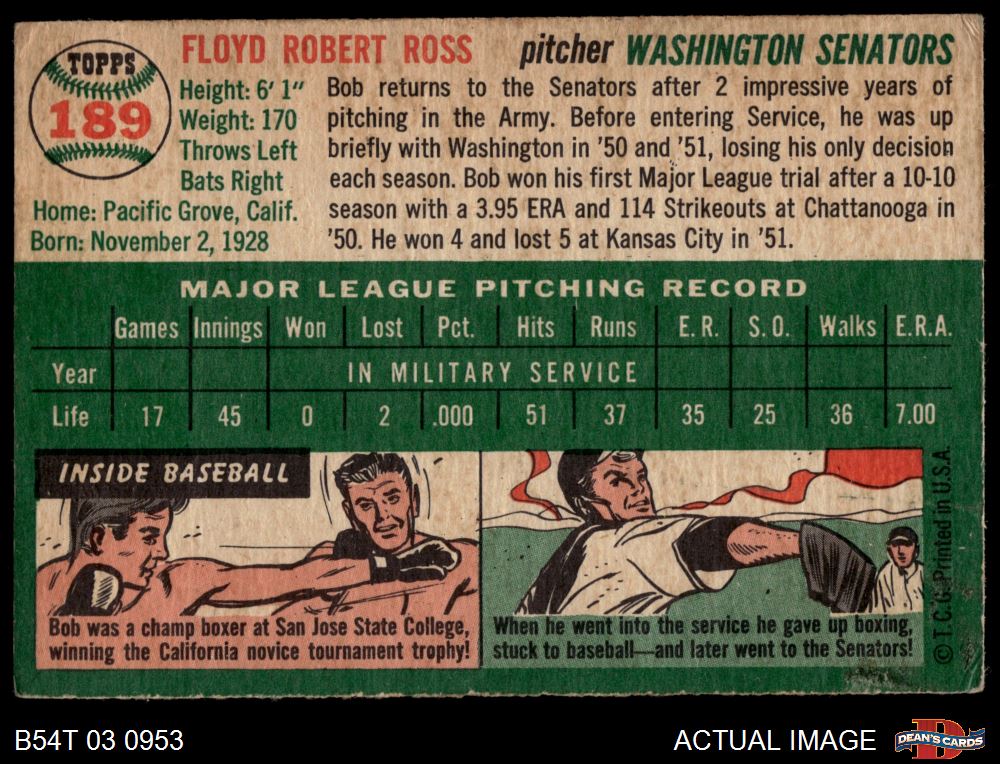 TOPPS
189
FLOYD ROBERT ROSS pitcher WASHINGTON SENATORS
Height: 6' 1"
Weight: 170
Throws Left
Bats Right
Home: Pacific Grove, Calif.
Born: November 2, 1928
Bob returns to the Senators after 2 impressive years of
pitching in the Army. Before entering Service, he was up
briefly with Washington in '50 and '51, losing his only decision
each season. Bob won his first Major League trial after a 10-10
season with a 3.95 ERA and 114 Strikeouts at Chattanooga in
'50. He won 4 and lost 5 at Kansas City in '51.
MAJOR LEAGUE PITCHING RECORD
Games Innings Won Lost Pct. Hits Runs E. R. S. O. Walks E.R.A.
Year IN MILITARY SERVICE
Life 17 45 0 2 .000 51 37 35 25 36 7.00
INSIDE BASEBALL
Bob was a champ boxer at San Jose State College,
winning the California novice tournament trophy!
When he went into the service he gave up boxing,
stuck to baseball—and later went to the Senators!
© T. C. G. Printed in U.S.A.
B54T 03 0953
ACTUAL IMAGE
DEAN'S CARDS